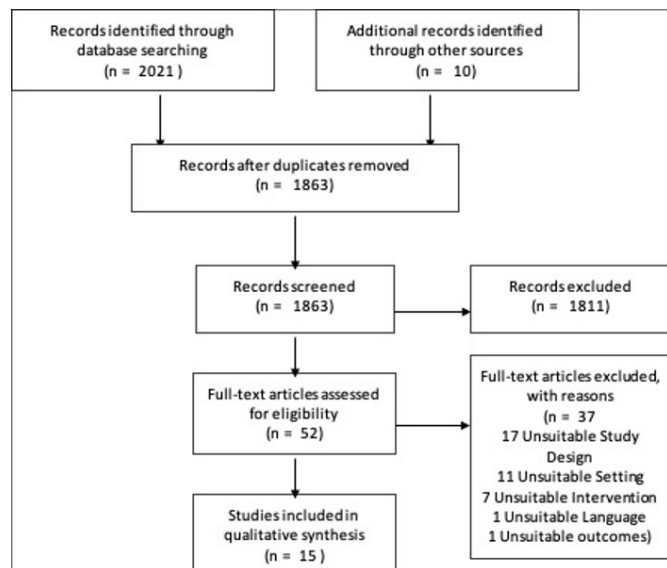 Records identified through
database searching
(n = 2021 )
Additional records identified
through other sources
(n = 10)
Records after duplicates removed
(n = 1863)
Records screened
(n = 1863)
Records excluded
(n = 1811)
Full-text articles assessed
for eligibility
(n = 52)
Full-text articles excluded,
with reasons
(n = 37
17 Unsuitable Study
Design
11 Unsuitable Setting
7 Unsuitable Intervention
1 Unsuitable Language
1 Unsuitable outcomes)
Studies included in
qualitative synthesis
(n = 15 )